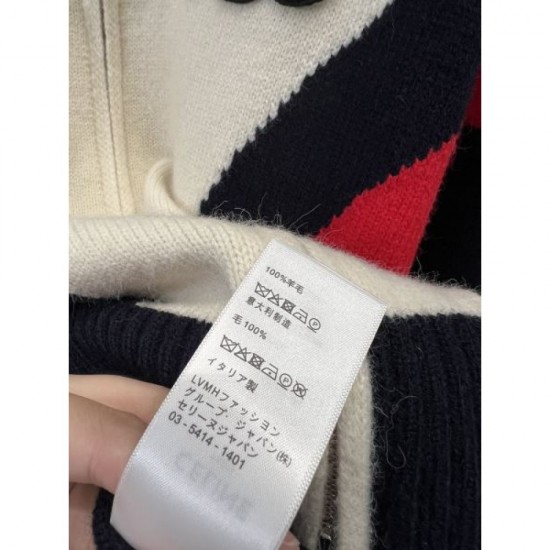 100%羊毛
意大利制造
毛 100%
イタリア製
LVMHファッション
グループ・ジャパン(株)
セリーヌジャパン
03-5414-1401
CELINE